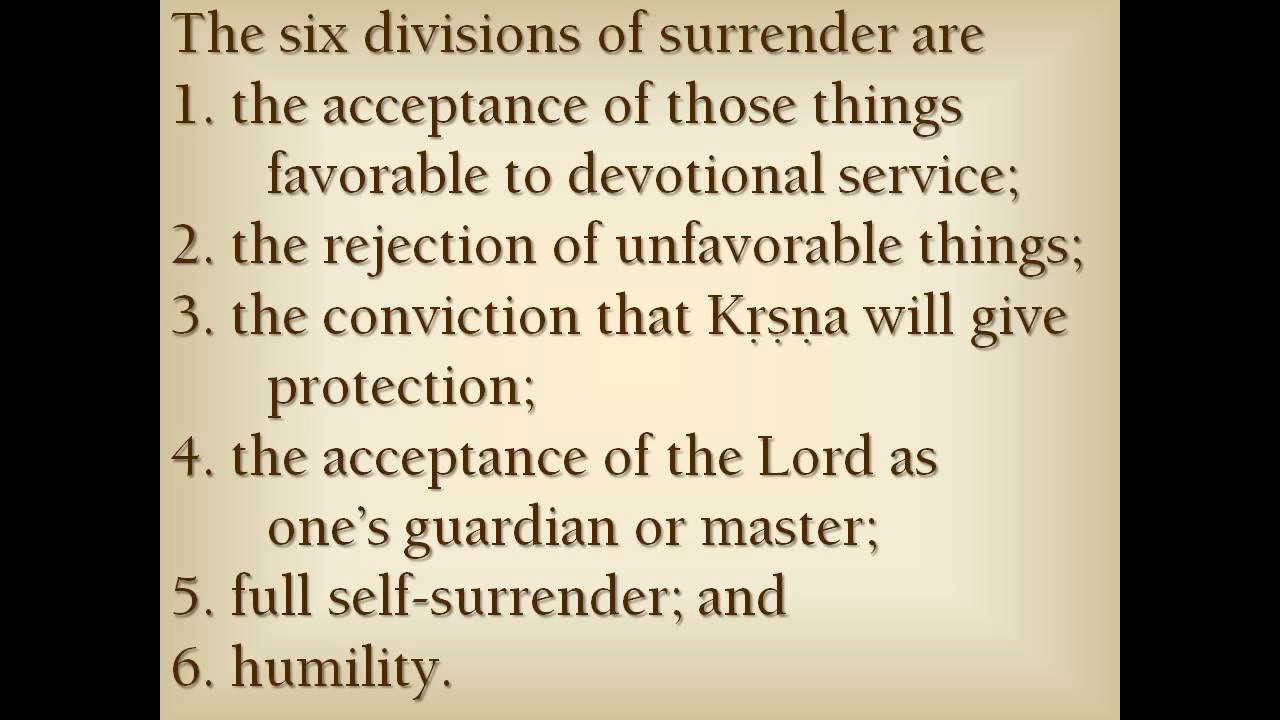 The six divisions of surrender are
1. the acceptance of those things
favorable to devotional service;
2. the rejection of unfavorable things;
3. the conviction that Kṛṣṇa will give
protection;
4. the acceptance of the Lord as
one’s guardian or master;
5. full self-surrender; and
6. humility.